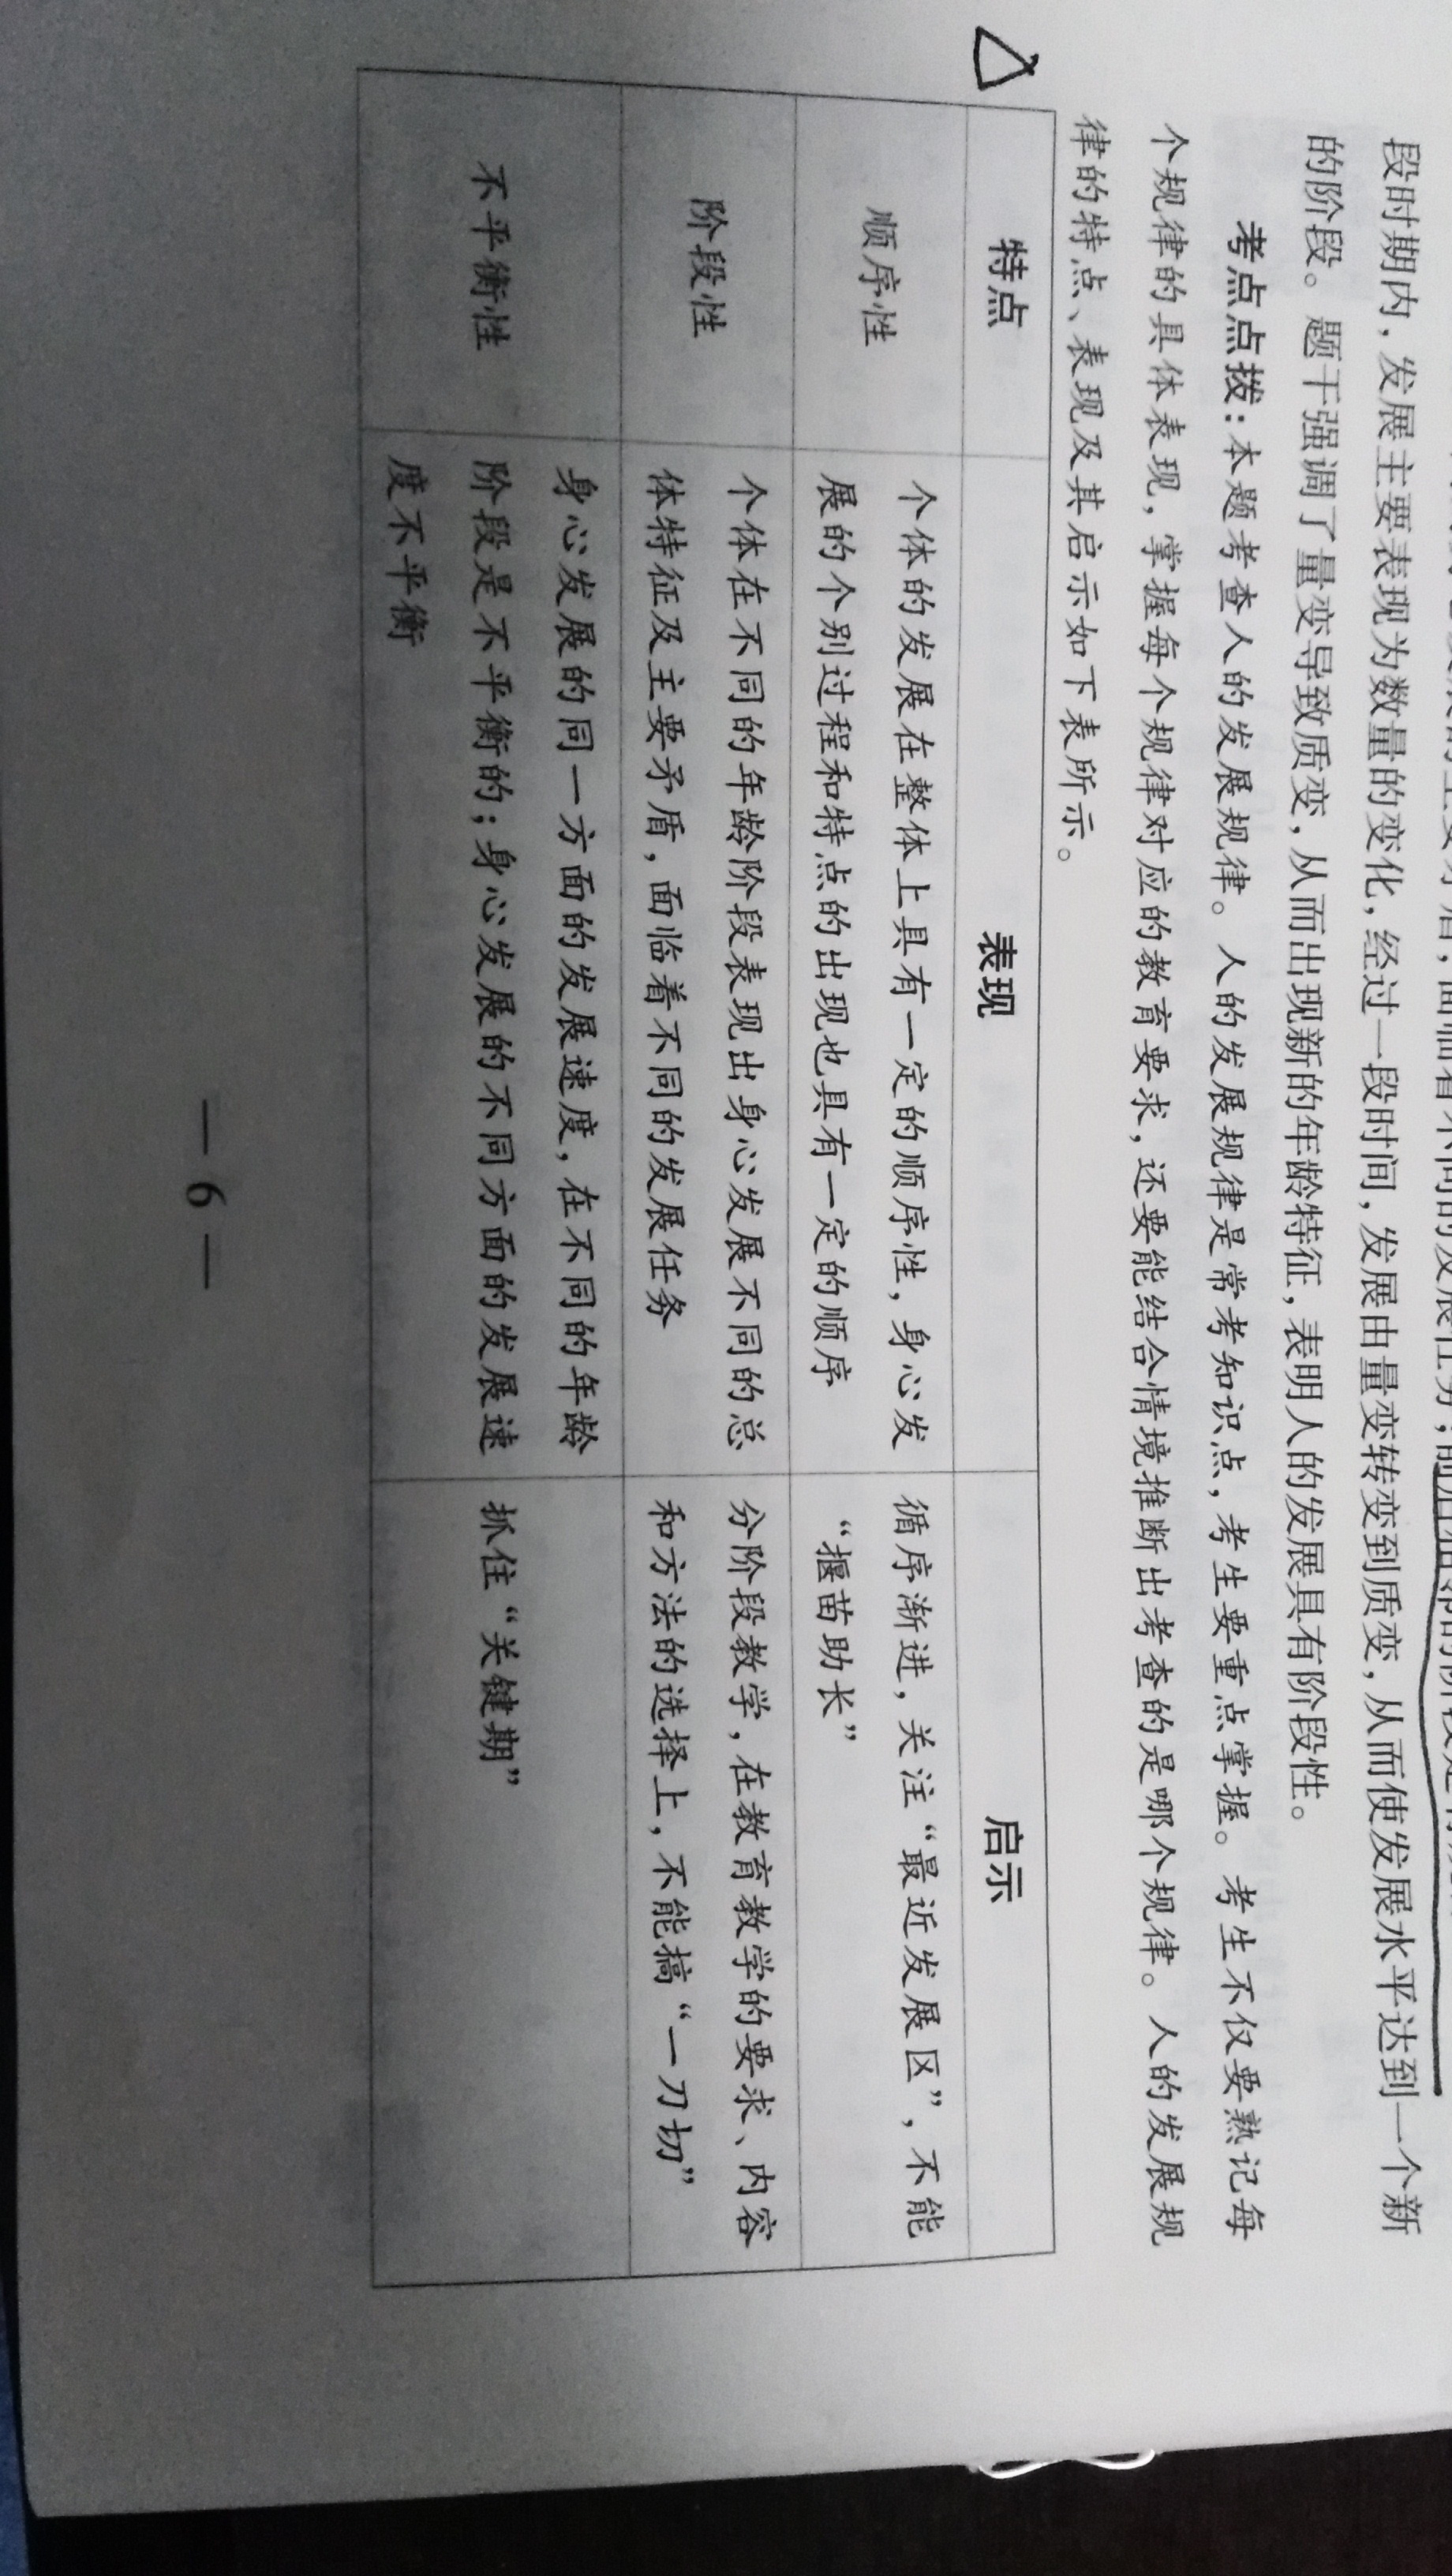 段时期内，发展主要表现为数量的变化，经过一段时间，发展由量变转变到质变，从而使发展水平达到一个新
的阶段。题干强调了量变导致质变，从而出现新的年龄特征，表明人的发展具有阶段性。
考点点拨：本题考查人的发展规律。人的发展规律是常考知识点，考生要重点掌握。考生不仅要熟记每
个规律的具体表现，掌握每个规律对应的教育要求，还要能结合情境推断出考查的是哪个规律。人的发展规
律的特点、表现及其启示如下表所示。
特点 表现 启示
顺序性
个体的发展在整体上具有一定的顺序性，身心发
展的个别过程和特点的出现也具有一定的顺序
循序渐进，关注“最近发展区”，不能
“揠苗助长”
阶段性
个体在不同的年龄阶段表现出身心发展不同的总
体特征及主要矛盾，面临着不同的发展任务
分阶段教学，在教育教学的要求、内容
和方法的选择上，不能搞“一刀切”
不平衡性
身心发展的同一方面的发展速度，在不同的年龄
阶段是不平衡的；身心发展的不同方面的发展速
度不平衡
抓住“关键期”
— 6 —